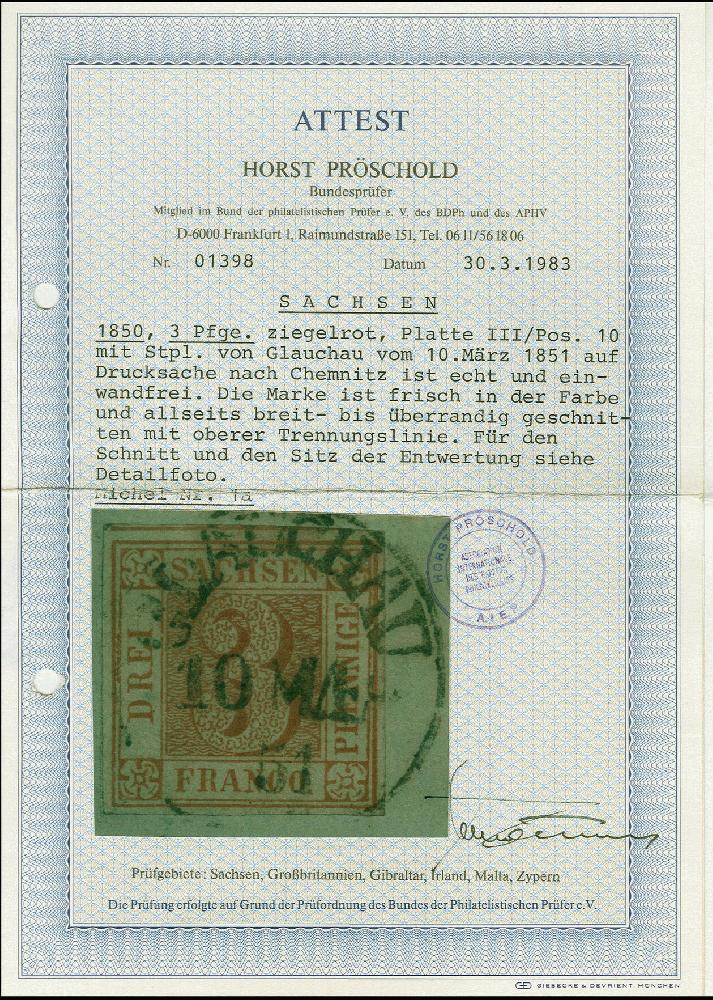 ATTEST
HORST PRÖSCHOLD
Bundesprüfer
Mitglied im Bund der philatelistischen Prüfer e. V. des BDPh und des APHV
D-6000 Frankfurt 1, Raimundstraße 151, Tel. 06 11/56 18 06
Nr. 01398 Datum 30.3.1983
SACHSEN
1850, 3 Pfge. ziegelrot, Platte III/Pos. 10
mit Stpl. von Glauchau vom 10.März 1851 auf
Drucksache nach Chemnitz ist echt und ein-
wandfrei. Die Marke ist frisch in der Farbe
und allseits breit- bis überrandig geschnit-
ten mit oberer Trennungslinie. Für den
Schnitt und den Sitz der Entwertung siehe
Detailfoto.
Michel Nr. 1a
GLAUCHAU
SACHSEN
DREI
3
PFENNIGE
10 MÄ
51
FRANCO
HORST PRÖSCHOLD
ASSOCIATION
INTERNATIONALE
DES EXPERTS
A.I.E.P.
Prüfgebiete: Sachsen, Großbritannien, Gibraltar, Irland, Malta, Zypern
Die Prüfung erfolgte auf Grund der Prüfordnung des Bundes der Philatelistischen Prüfer e.V.
GIESECKE & DEVRIENT MÜNCHEN